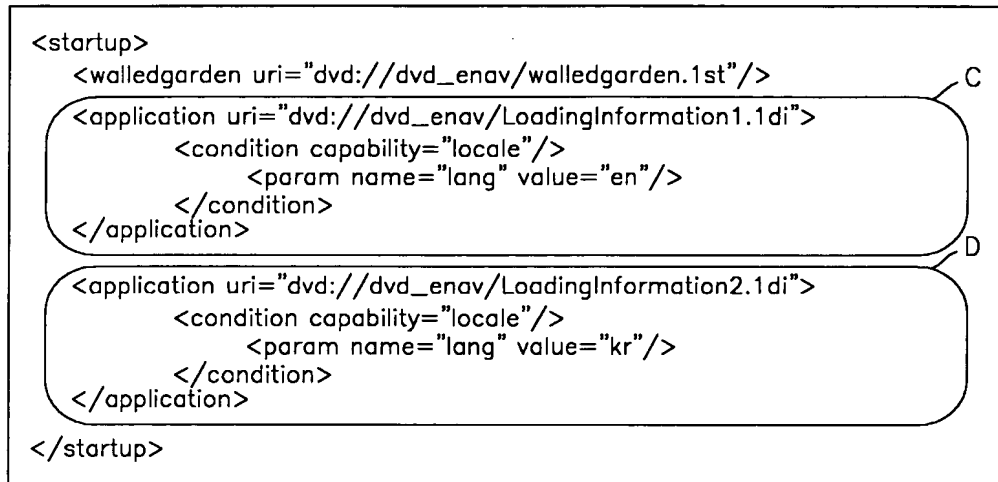 <startup>
<walledgarden uri="dvd://dvd_enav/walledgarden.1st"/>
C
<application uri="dvd://dvd_enav/LoadingInformation1.1di">
<condition capability="locale"/>
<param name="lang" value="en"/>
</condition>
</application>
D
<application uri="dvd://dvd_enav/LoadingInformation2.1di">
<condition capability="locale"/>
<param name="lang" value="kr"/>
</condition>
</application>
</startup>